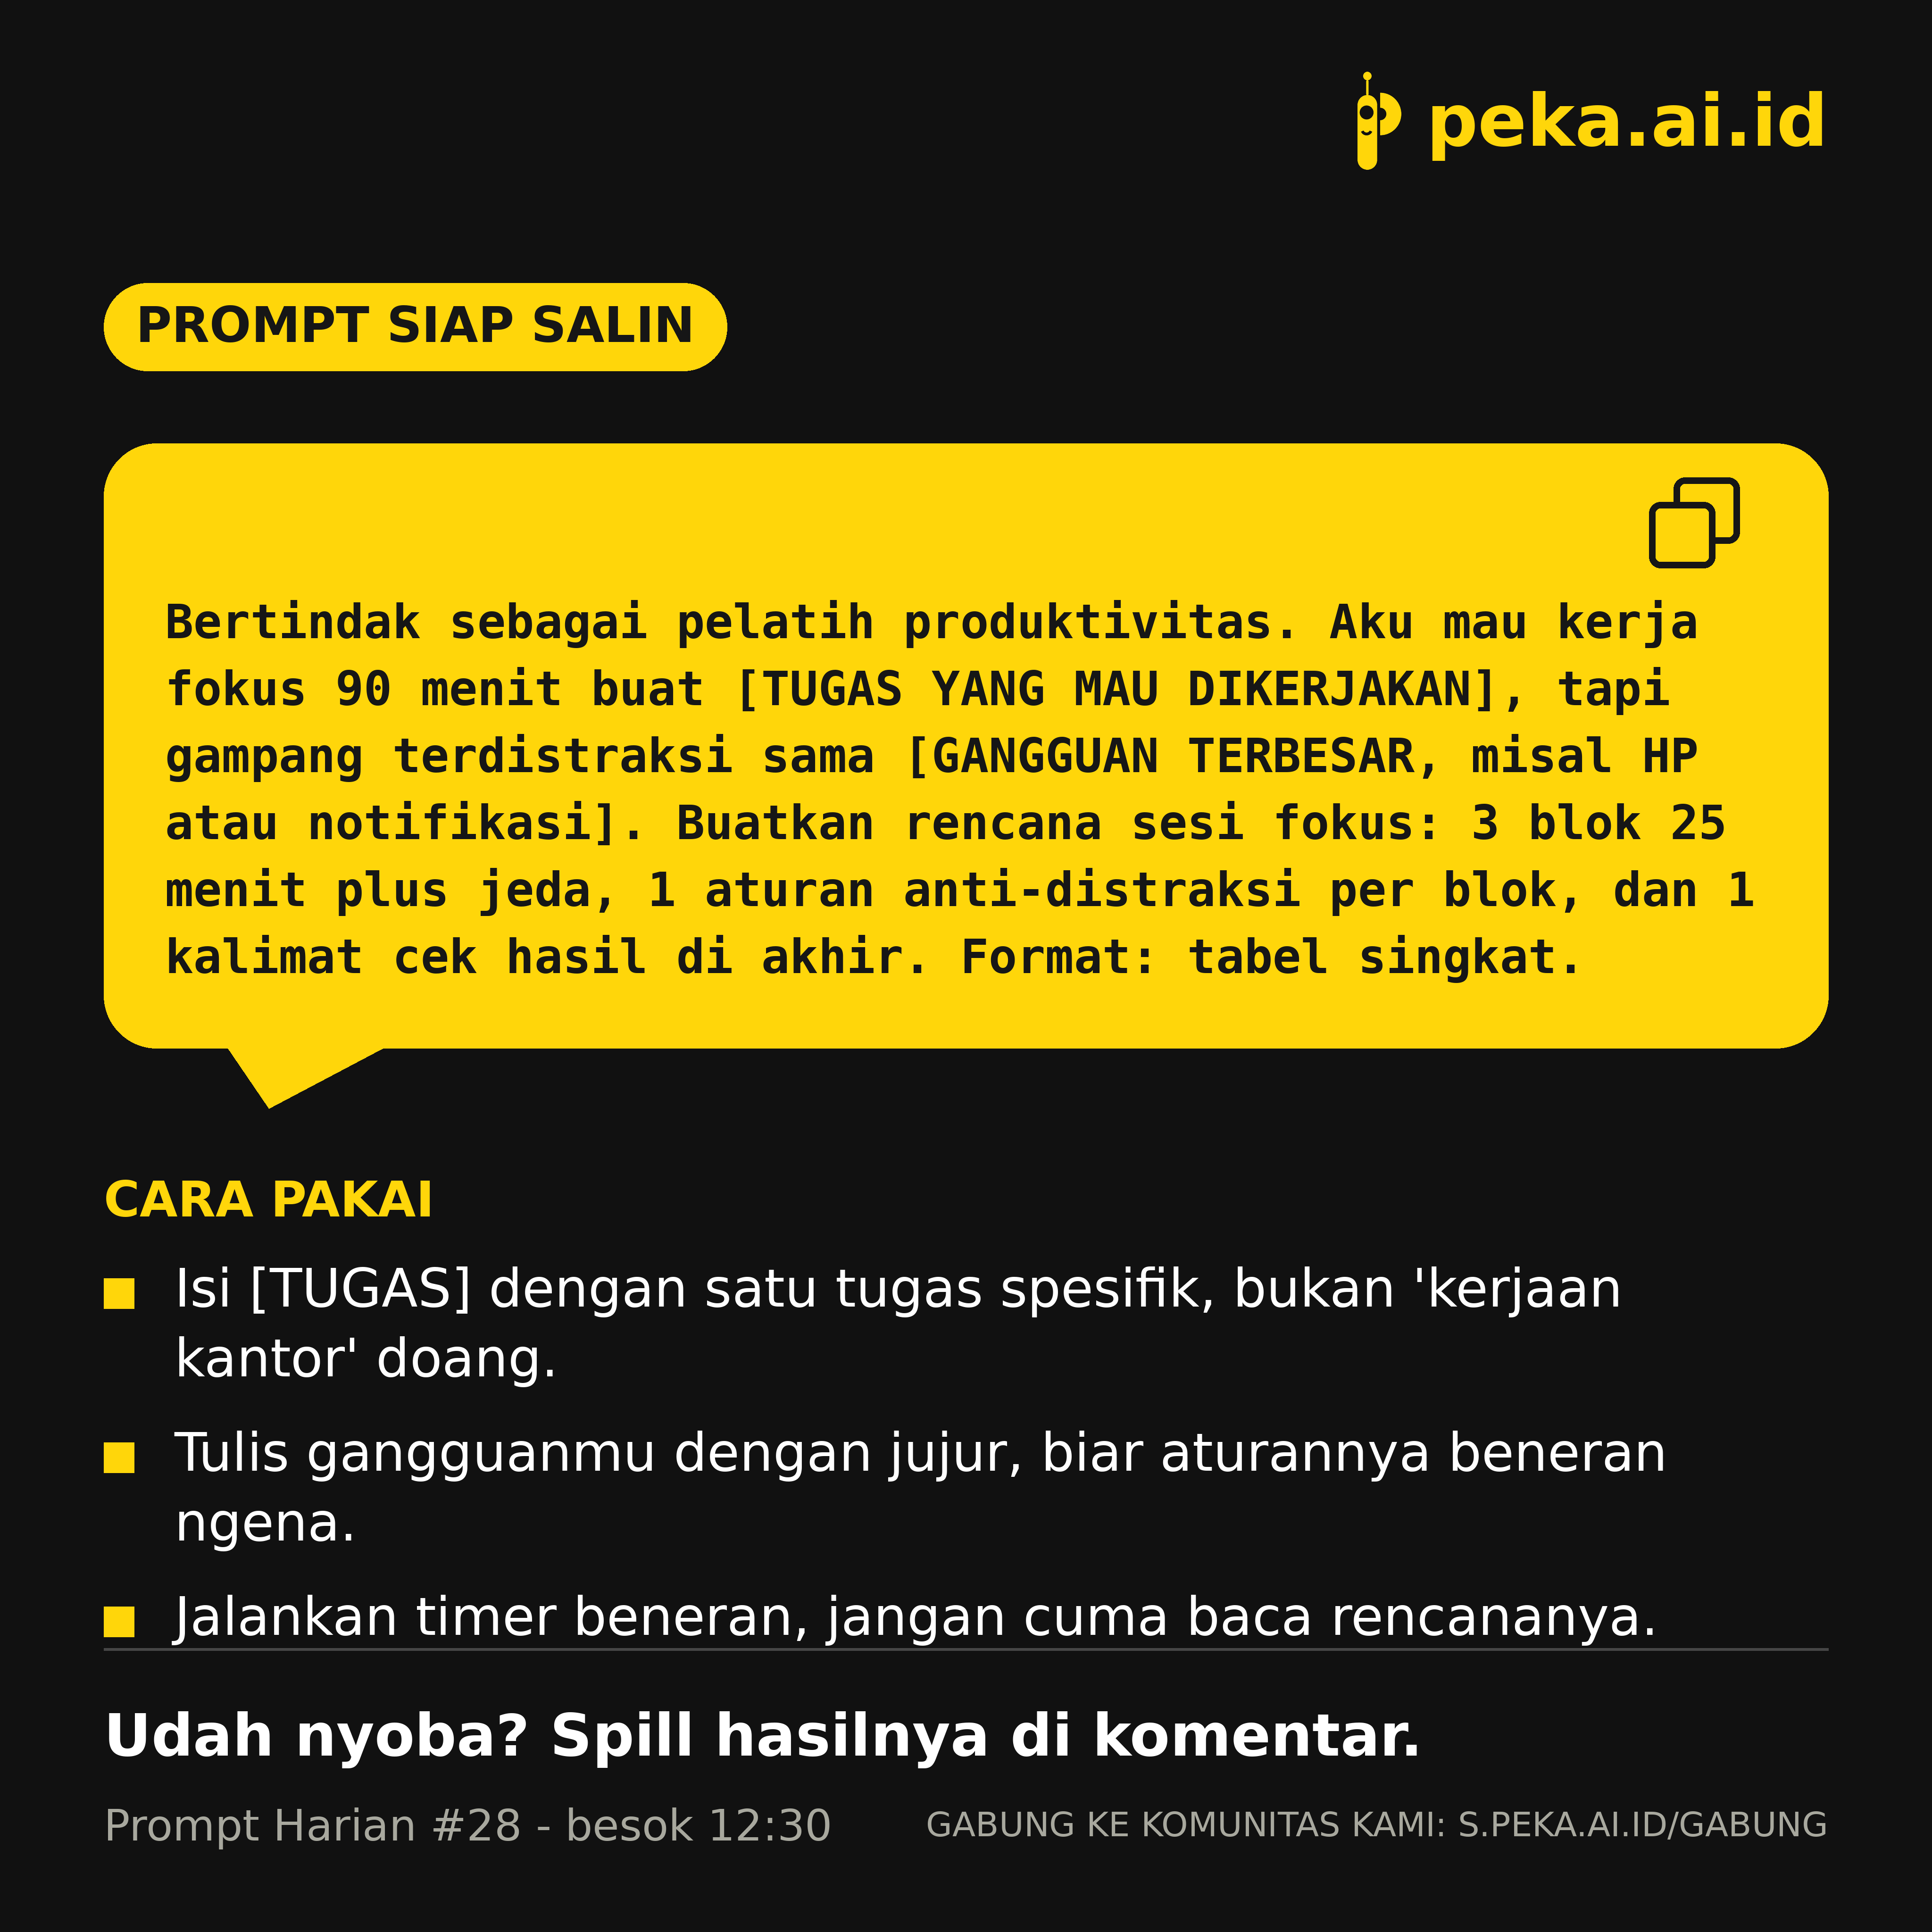 peka.ai.id
PROMPT SIAP SALIN
Bertindak sebagai pelatih produktivitas. Aku mau kerja
fokus 90 menit buat [TUGAS YANG MAU DIKERJAKAN], tapi
gampang terdistraksi sama [GANGGUAN TERBESAR, misal HP
atau notifikasi]. Buatkan rencana sesi fokus: 3 blok 25
menit plus jeda, 1 aturan anti-distraksi per blok, dan 1
kalimat cek hasil di akhir. Format: tabel singkat.
CARA PAKAI
Isi [TUGAS] dengan satu tugas spesifik, bukan 'kerjaan
kantor' doang.
Tulis gangguanmu dengan jujur, biar aturannya beneran
ngena.
Jalankan timer beneran, jangan cuma baca rencananya.
Udah nyoba? Spill hasilnya di komentar.
Prompt Harian #28 - besok 12:30
GABUNG KE KOMUNITAS KAMI: S.PEKA.AI.ID/GABUNG